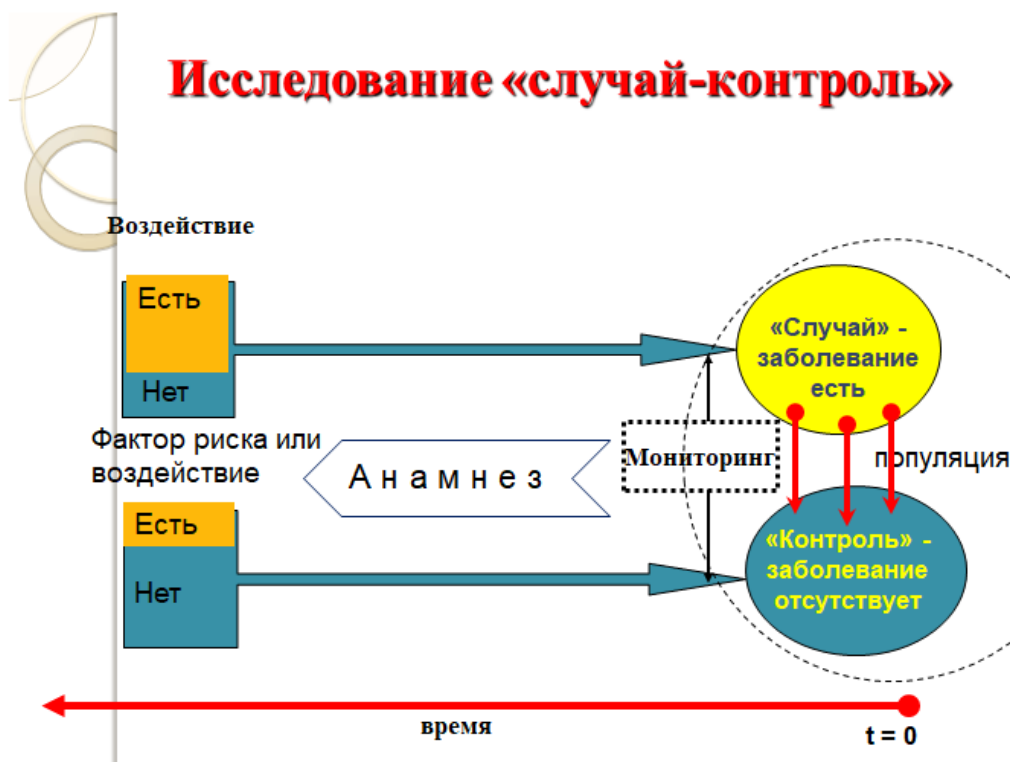 Исследование «случай-контроль»
Воздействие
Есть
Нет
Фактор риска или
воздействие
Есть
Нет
Анамнез
Мониторинг
«Случай» -
заболевание
есть
популяция
«Контроль» -
заболевание
отсутствует
время
t = 0